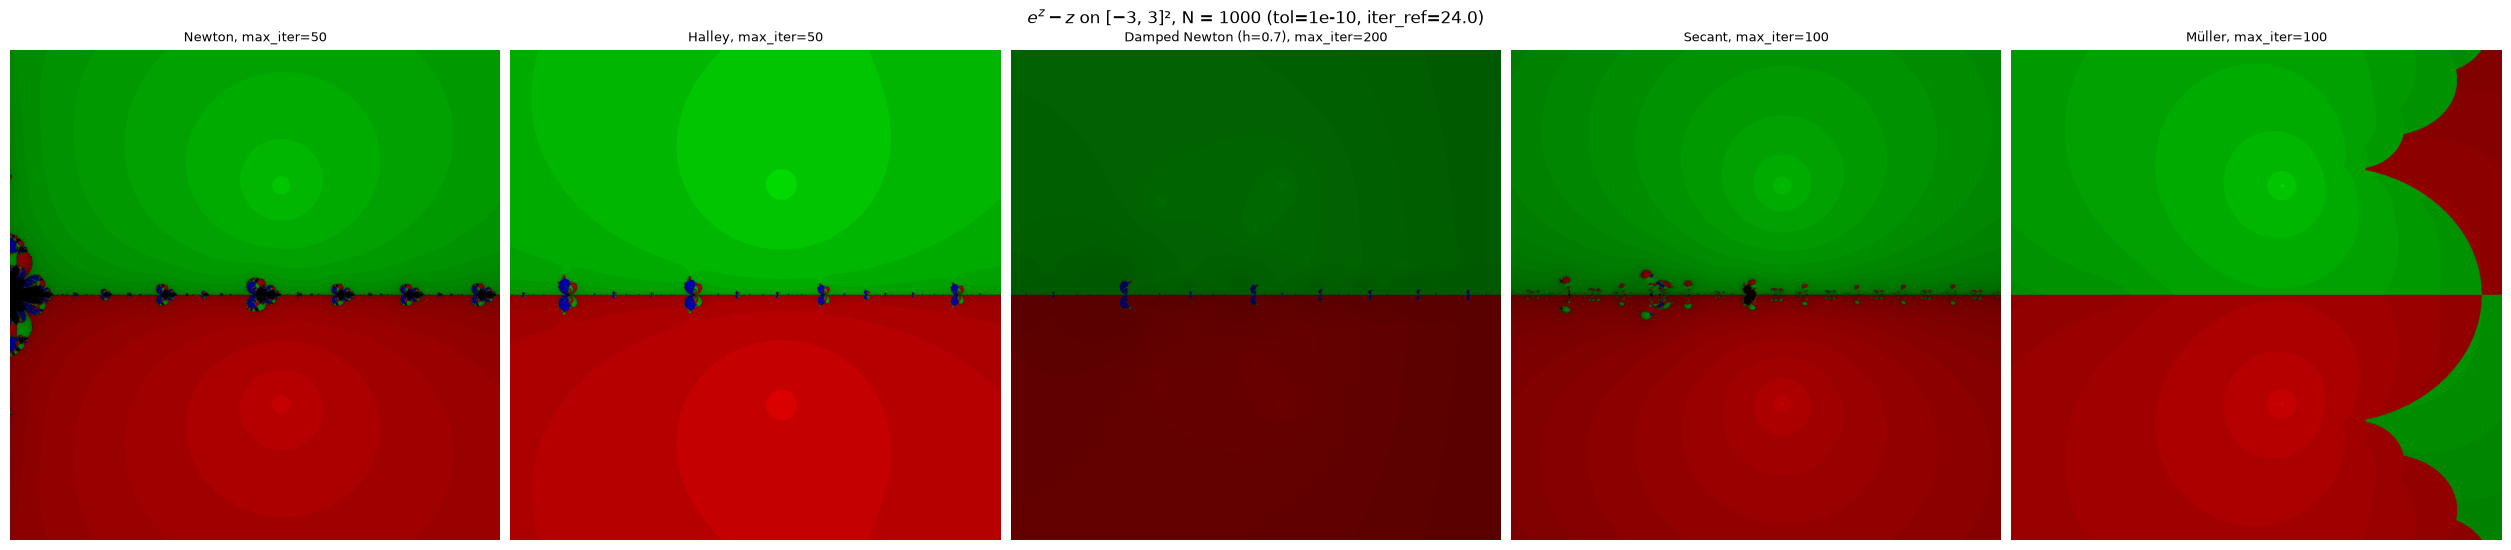 e^z − z on [−3, 3]², N = 1000 (tol=1e-10, iter_ref=24.0)
Newton, max_iter=50
Halley, max_iter=50
Damped Newton (h=0.7), max_iter=200
Secant, max_iter=100
Müller, max_iter=100